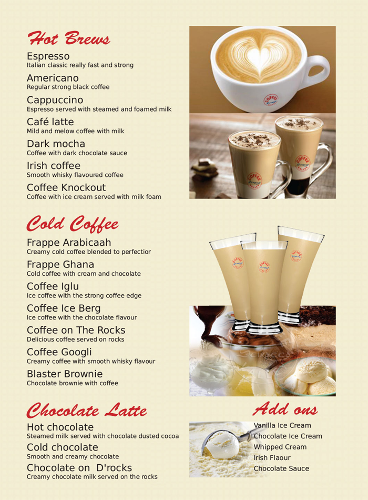 Hot Brews
Espresso
Italian classic really fast and strong
Americano
Regular strong black coffee
Cappuccino
Espresso served with steamed and foamed milk
Café latte
Mild and melow coffee with milk
Dark mocha
Coffee with dark chocolate sauce
Irish coffee
Smooth whisky flavoured coffee
Coffee Knockout
Coffee with ice cream served with milk foam
Cold Coffee
Frappe Arabicaah
Creamy cold coffee blended to perfectior
Frappe Ghana
Cold coffee with cream and chocolate
Coffee Iglu
Ice coffee with the strong coffee edge
Coffee Ice Berg
Ice coffee with the chocolate flavour
Coffee on The Rocks
Delicious coffee served on rocks
Coffee Googli
Creamy coffee with smooth whisky flavour
Blaster Brownie
Chocolate brownie with coffee
Chocolate Latte
Hot chocolate
Steamed milk served with chocolate dusted cocoa
Cold chocolate
Smooth and creamy chocolate
Chocolate on D'rocks
Creamy chocolate milk served on the rocks
Add ons
Vanilla Ice Cream
Chocolate Ice Cream
Whipped Cream
Irish Flaour
Chocolate Sauce